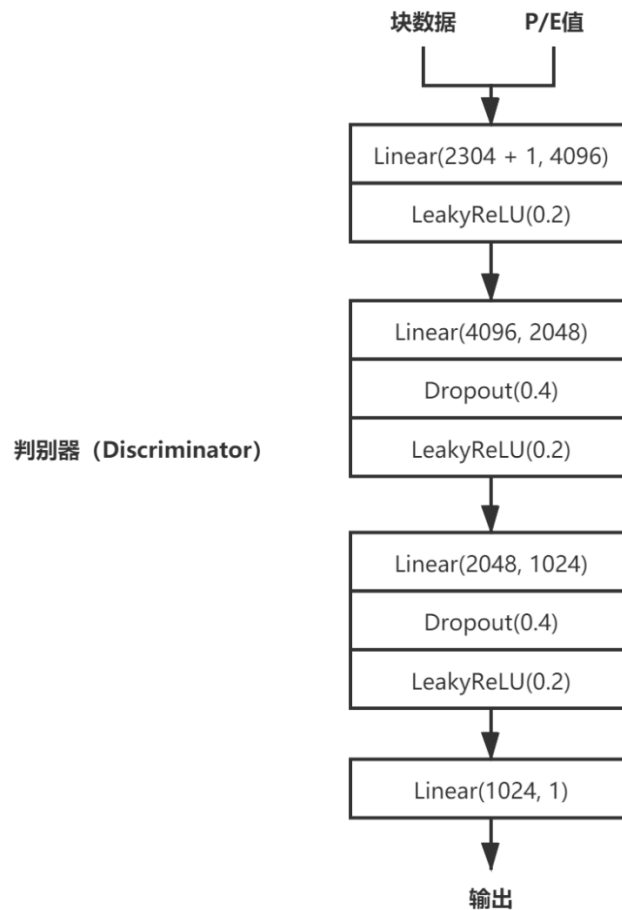 块数据 P/E值
Linear(2304 + 1, 4096)
LeakyReLU(0.2)
Linear(4096, 2048)
Dropout(0.4)
判别器（Discriminator） LeakyReLU(0.2)
Linear(2048, 1024)
Dropout(0.4)
LeakyReLU(0.2)
Linear(1024, 1)
输出